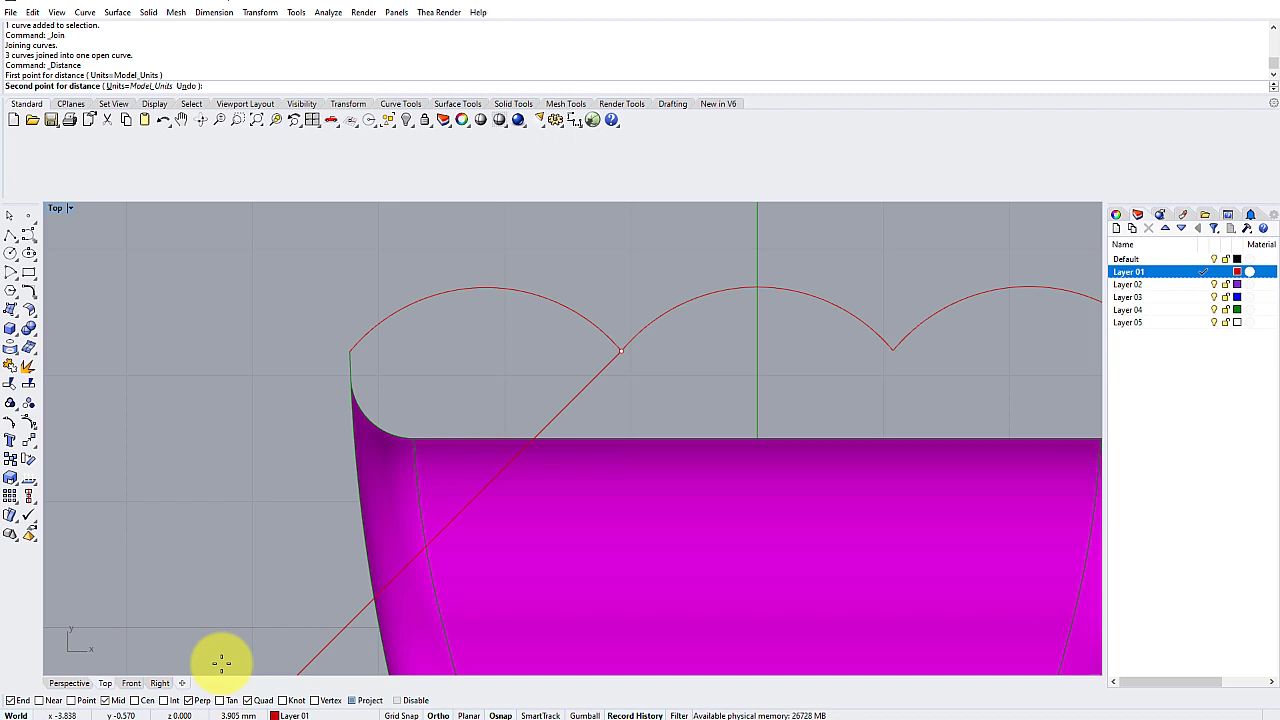 File Edit View Curve Surface Solid Mesh Dimension Transform Tools Analyze Render Panels Thea Render Help
1 curve added to selection.
Command: _Join
Joining curves.
3 curves joined into one open curve.
Command: _Distance
First point for distance ( Units=Model_Units )
Second point for distance ( Units=Model_Units Undo ):
Standard CPlanes Set View Display Select Viewport Layout Visibility Transform Curve Tools Surface Tools Solid Tools Mesh Tools Render Tools Drafting New in V6
Top
Name Material
Default
Layer 01
Layer 02
Layer 03
Layer 04
Layer 05
y
x
Perspective Top Front Right
End Near Point Mid Cen Int Perp Tan Quad Knot Vertex Project Disable
World x -3.838 y -0.570 z 0.000 3.905 mm Layer 01 Grid Snap Ortho Planar Osnap SmartTrack Gumball Record History Filter Available physical memory: 26728 MB